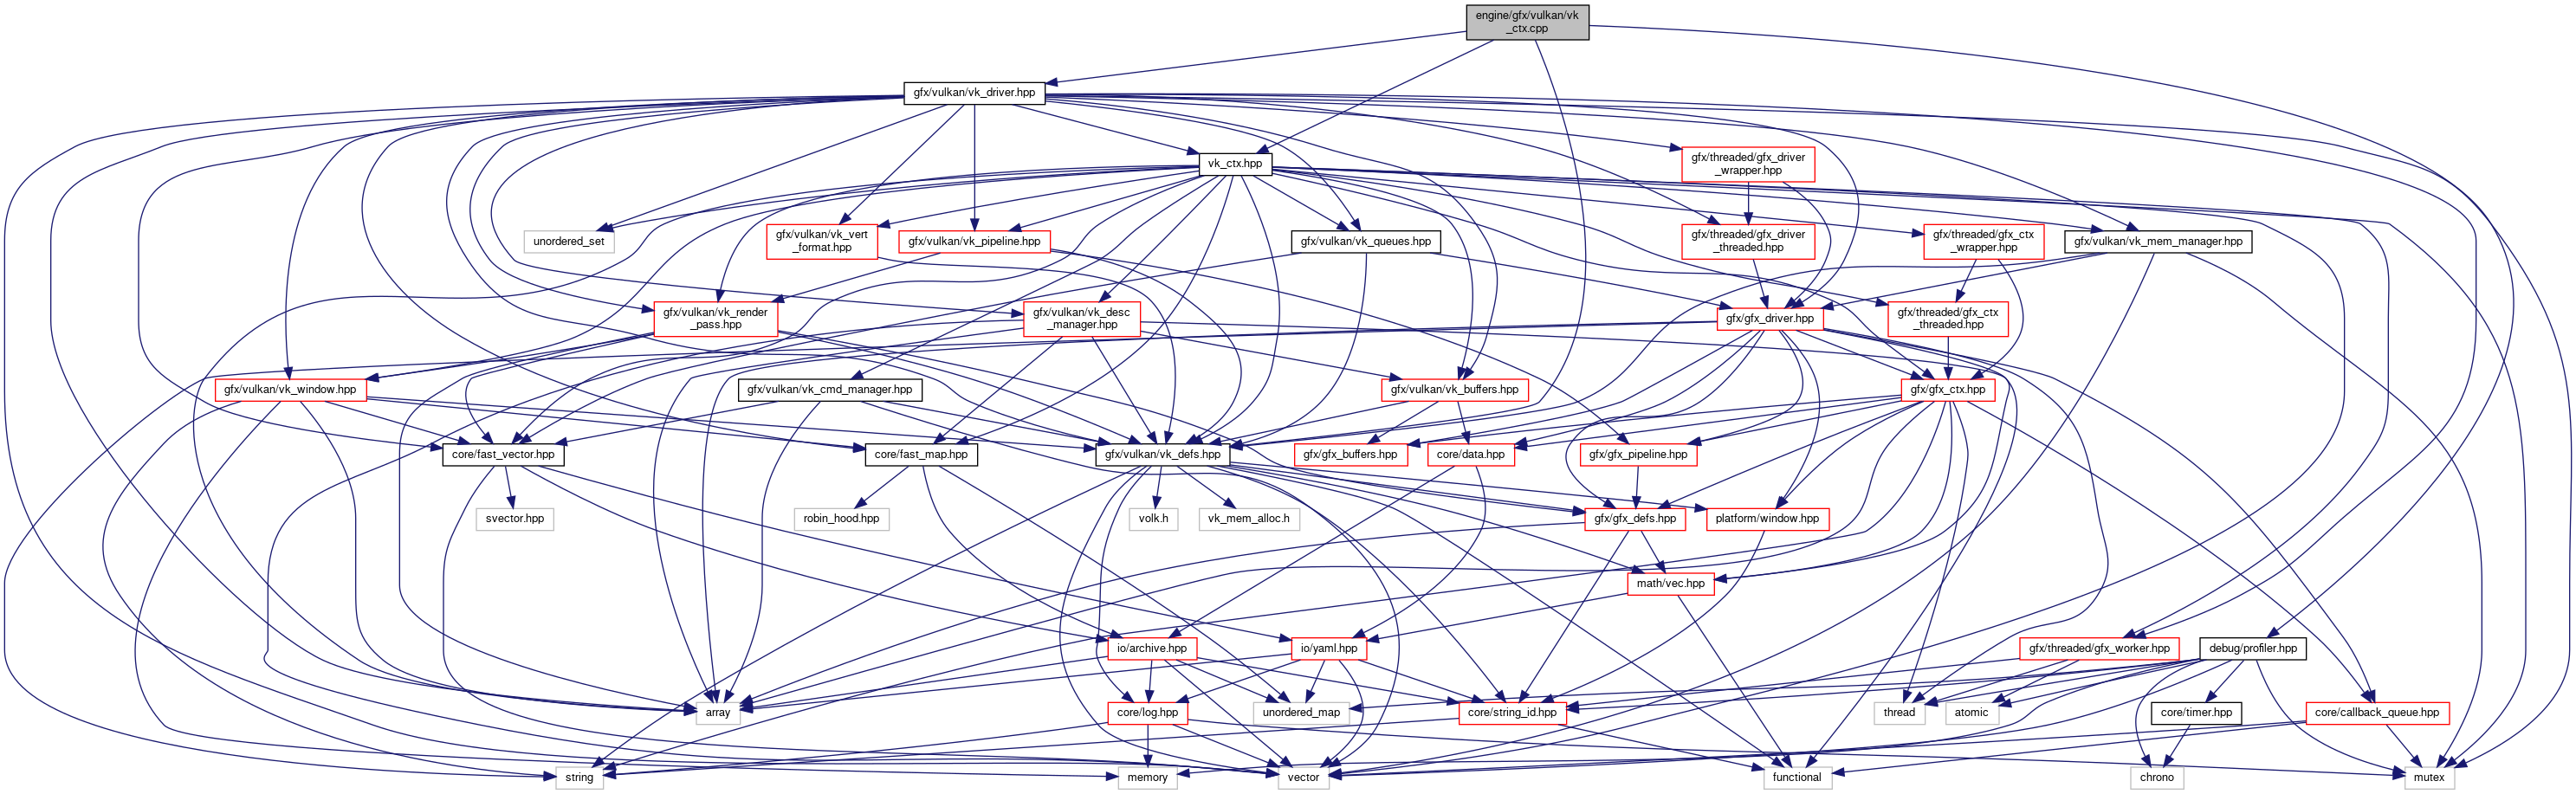 engine/gfx/vulkan/vk
_ctx.cpp
gfx/vulkan/vk_driver.hpp
vk_ctx.hpp
gfx/threaded/gfx_driver
_wrapper.hpp
unordered_set
gfx/vulkan/vk_vert
_format.hpp
gfx/vulkan/vk_pipeline.hpp
gfx/vulkan/vk_queues.hpp
gfx/threaded/gfx_driver
_threaded.hpp
gfx/threaded/gfx_ctx
_wrapper.hpp
gfx/vulkan/vk_mem_manager.hpp
gfx/vulkan/vk_render
_pass.hpp
gfx/vulkan/vk_desc
_manager.hpp
gfx/gfx_driver.hpp
gfx/threaded/gfx_ctx
_threaded.hpp
gfx/vulkan/vk_window.hpp
gfx/vulkan/vk_cmd_manager.hpp
gfx/vulkan/vk_buffers.hpp
gfx/gfx_ctx.hpp
core/fast_vector.hpp
core/fast_map.hpp
gfx/vulkan/vk_defs.hpp
gfx/gfx_buffers.hpp
core/data.hpp
gfx/gfx_pipeline.hpp
svector.hpp
robin_hood.hpp
volk.h
vk_mem_alloc.h
gfx/gfx_defs.hpp
platform/window.hpp
math/vec.hpp
io/archive.hpp
io/yaml.hpp
gfx/threaded/gfx_worker.hpp
debug/profiler.hpp
array
core/log.hpp
unordered_map
core/string_id.hpp
thread
atomic
core/timer.hpp
core/callback_queue.hpp
string
memory
vector
functional
chrono
mutex